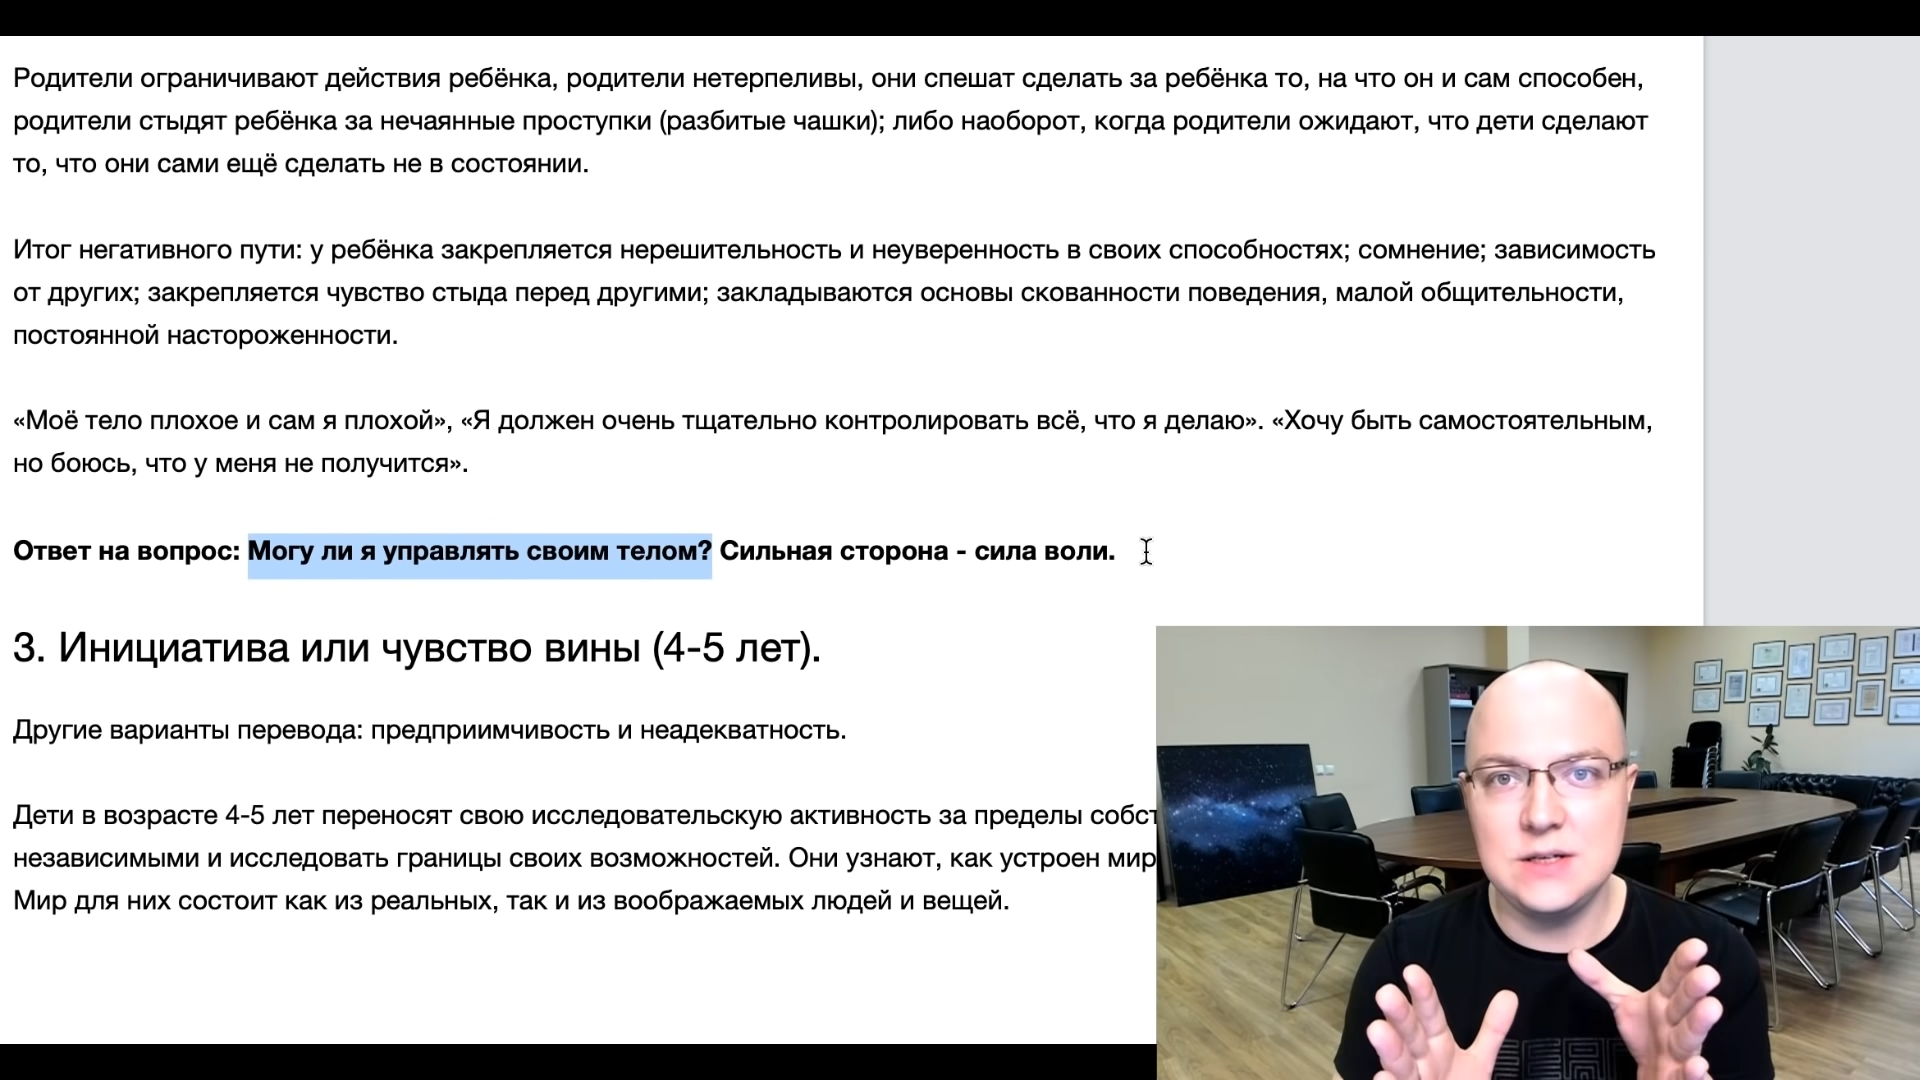 Родители ограничивают действия ребёнка, родители нетерпеливы, они спешат сделать за ребёнка то, на что он и сам способен,
родители стыдят ребёнка за нечаянные проступки (разбитые чашки); либо наоборот, когда родители ожидают, что дети сделают
то, что они сами ещё сделать не в состоянии.
Итог негативного пути: у ребёнка закрепляется нерешительность и неуверенность в своих способностях; сомнение; зависимость
от других; закрепляется чувство стыда перед другими; закладываются основы скованности поведения, малой общительности,
постоянной настороженности.
«Моё тело плохое и сам я плохой», «Я должен очень тщательно контролировать всё, что я делаю». «Хочу быть самостоятельным,
но боюсь, что у меня не получится».
Ответ на вопрос: Могу ли я управлять своим телом? Сильная сторона - сила воли.
3. Инициатива или чувство вины (4-5 лет).
Другие варианты перевода: предприимчивость и неадекватность.
Дети в возрасте 4-5 лет переносят свою исследовательскую активность за пределы собст
независимыми и исследовать границы своих возможностей. Они узнают, как устроен мир
Мир для них состоит как из реальных, так и из воображаемых людей и вещей.